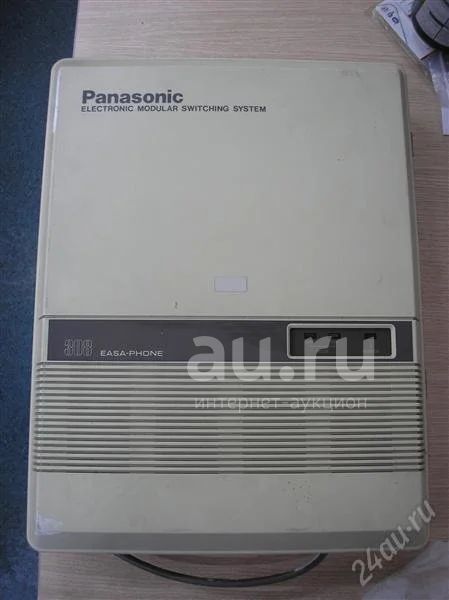 Panasonic
ELECTRONIC MODULAR SWITCHING SYSTEM
308 EASA-PHONE
au.ru
интернет-аукцион
24au.ru